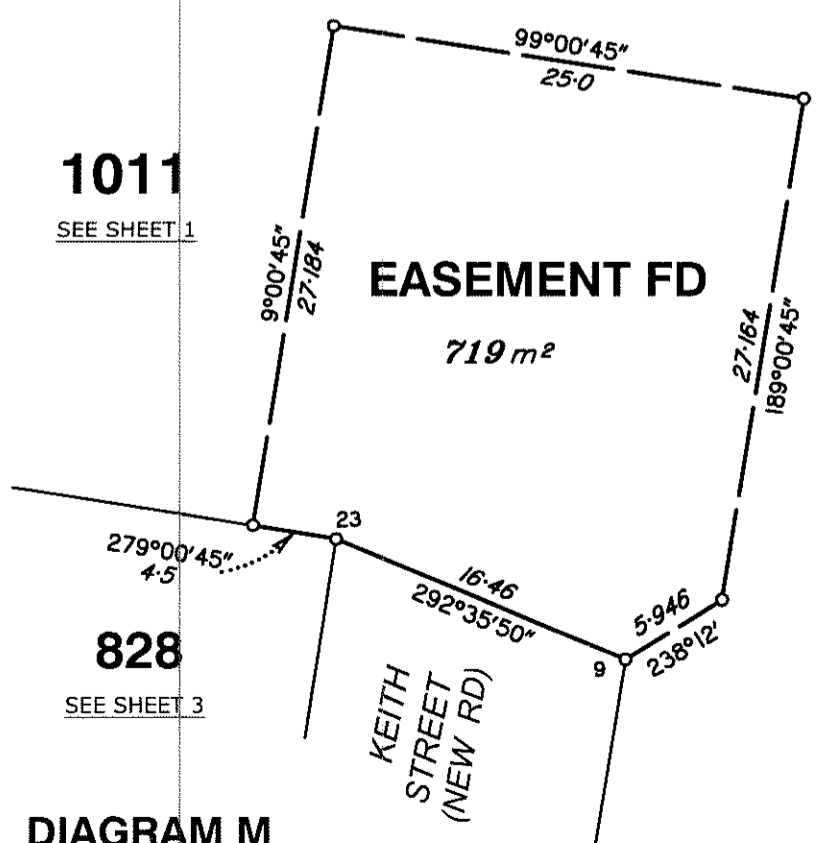 99°00'45"
25·0
1011
SEE SHEET 1
9°00'45"
27·184
EASEMENT FD
719 m²
27·164
189°00'45"
23
279°00'45"
4·5
16·46
292°35'50"
5·946
238°12'
9
828
SEE SHEET 3
KEITH
STREET
(NEW RD)
DIAGRAM M